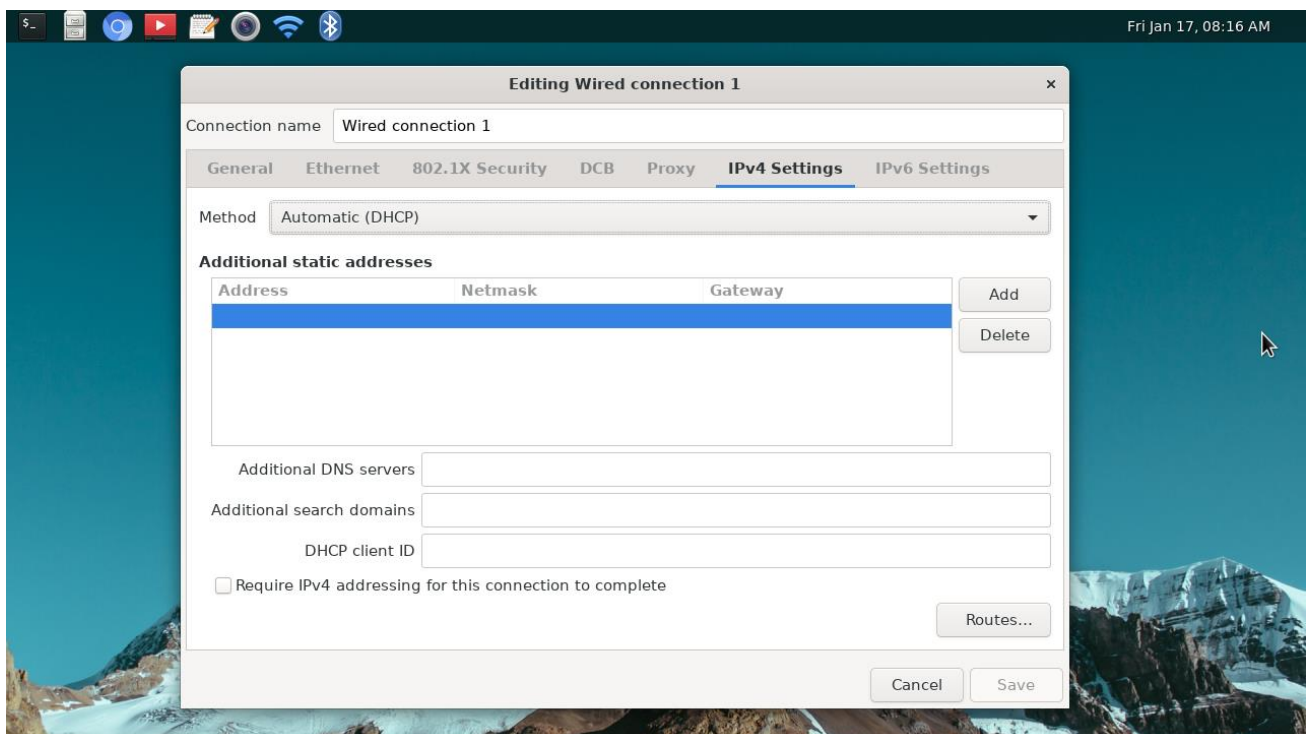 $_
Fri Jan 17, 08:16 AM
Editing Wired connection 1
×
Connection name Wired connection 1
General Ethernet 802.1X Security DCB Proxy IPv4 Settings IPv6 Settings
Method Automatic (DHCP)
Additional static addresses
Address Netmask Gateway
Add
Delete
Additional DNS servers
Additional search domains
DHCP client ID
Require IPv4 addressing for this connection to complete
Routes...
Cancel Save